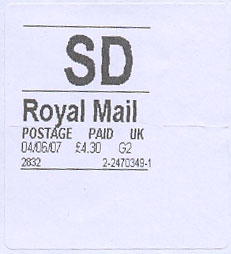 SD
Royal Mail
POSTAGE PAID UK
04/06/07 £4.30 G2
2832 2-2470349-1